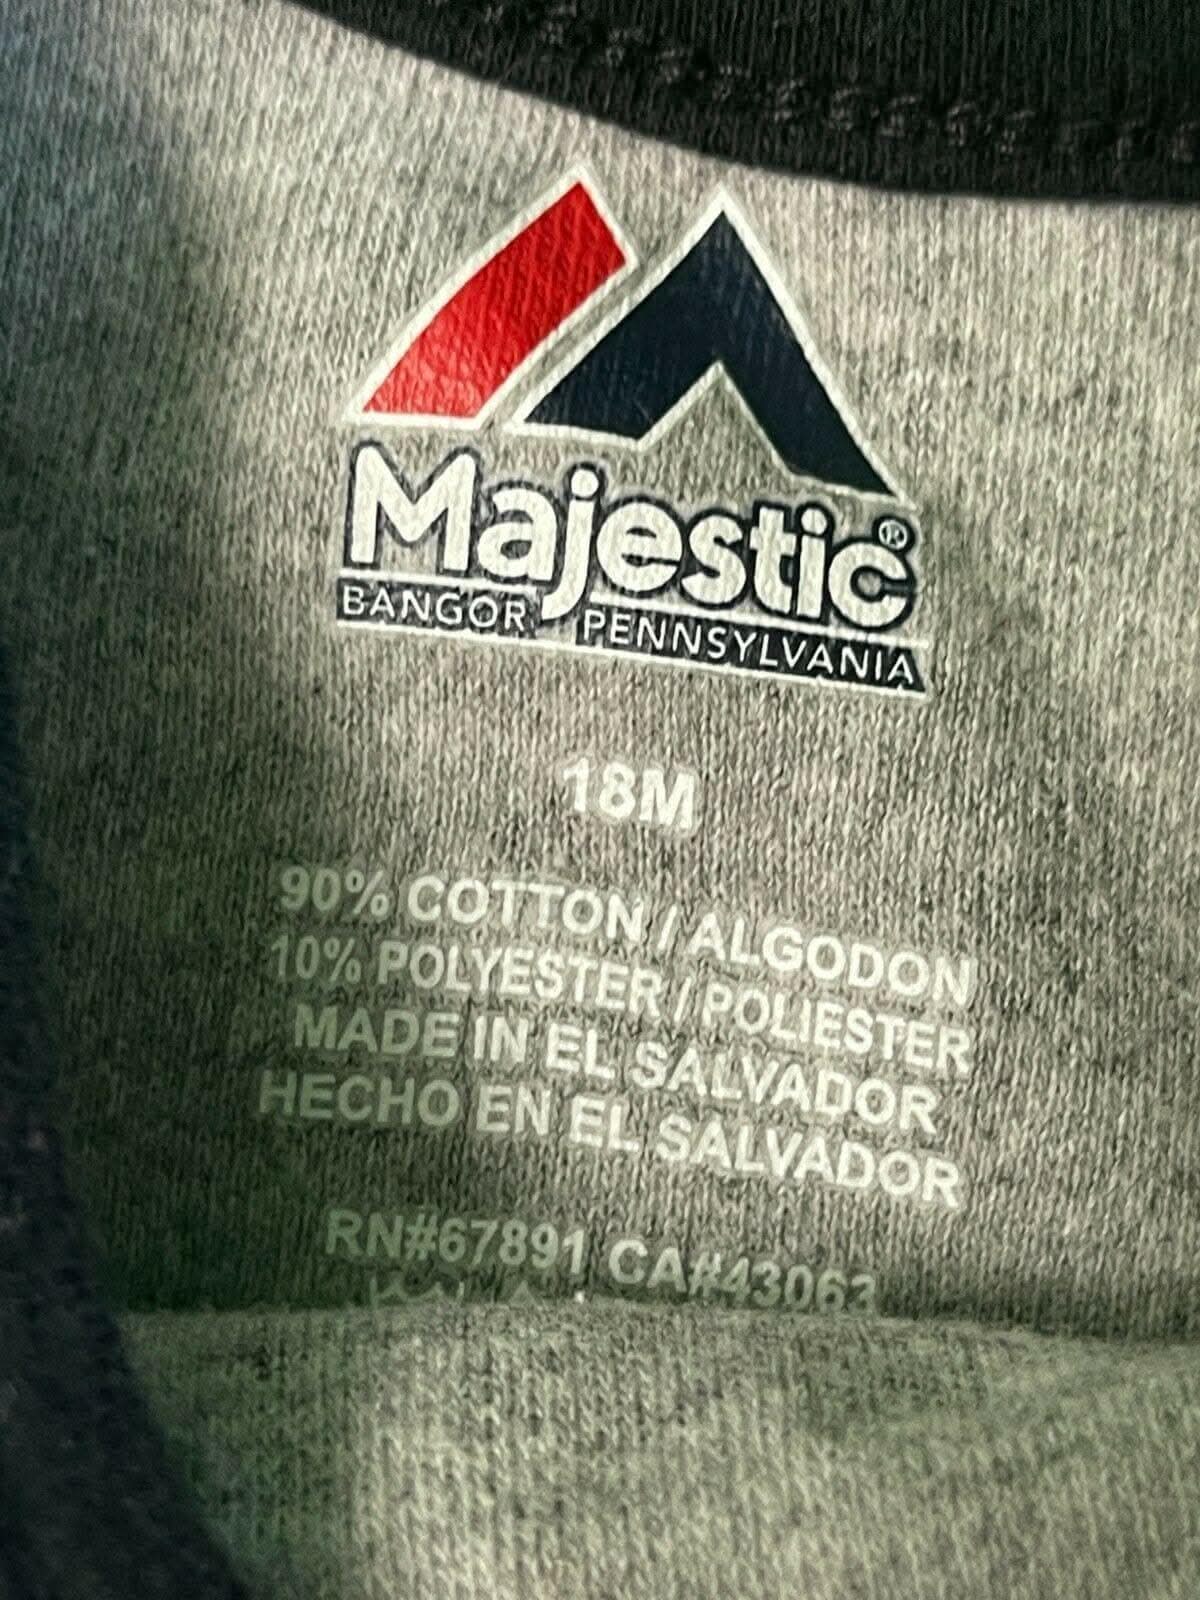 Majestic®
BANGOR, PENNSYLVANIA
18M
90% COTTON / ALGODON
10% POLYESTER / POLIESTER
MADE IN EL SALVADOR
HECHO EN EL SALVADOR
RN#67891 CA#43063